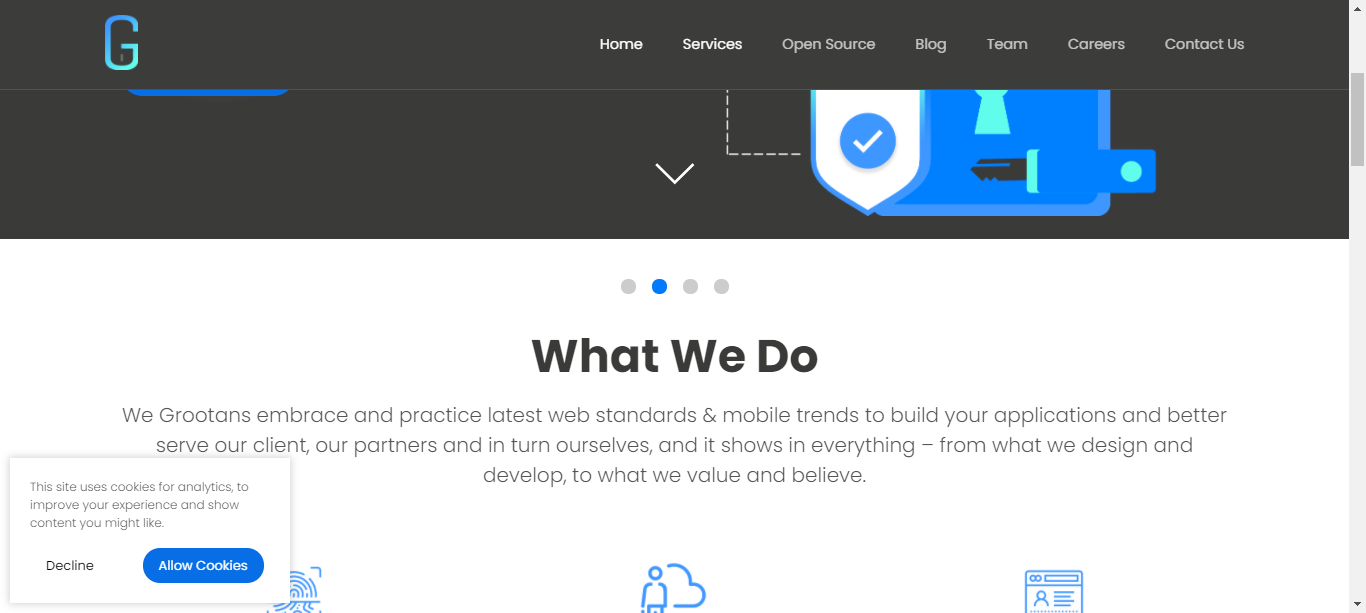 G
Home Services Open Source Blog Team Careers Contact Us
What We Do
We Grootans embrace and practice latest web standards & mobile trends to build your applications and better
serve our client, our partners and in turn ourselves, and it shows in everything – from what we design and
develop, to what we value and believe.
This site uses cookies for analytics, to
improve your experience and show
content you might like.
Decline Allow Cookies